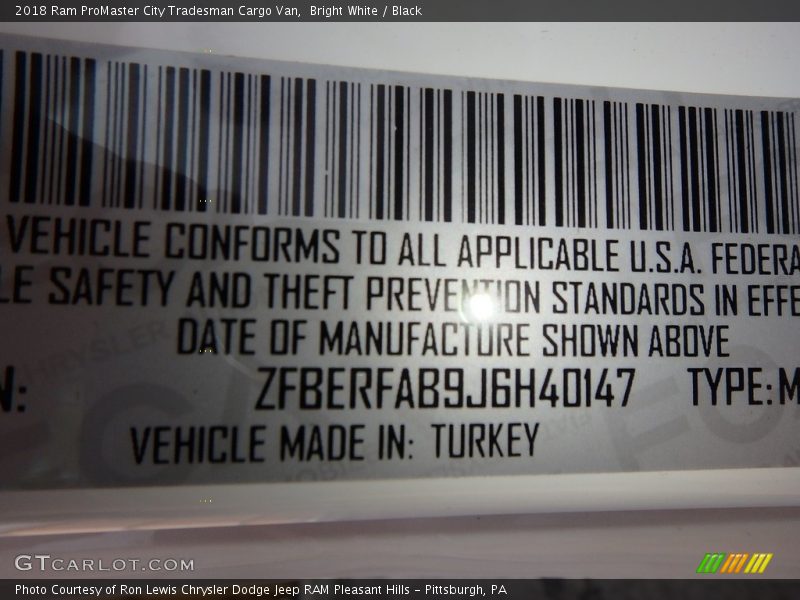 2018 Ram ProMaster City Tradesman Cargo Van, Bright White / Black
VEHICLE CONFORMS TO ALL APPLICABLE U.S.A. FEDERA
LE SAFETY AND THEFT PREVENTION STANDARDS IN EFFE
DATE OF MANUFACTURE SHOWN ABOVE
N: ZFBERFAB9J6H40147 TYPE: M
VEHICLE MADE IN: TURKEY
GTCARLOT.COM
Photo Courtesy of Ron Lewis Chrysler Dodge Jeep RAM Pleasant Hills - Pittsburgh, PA